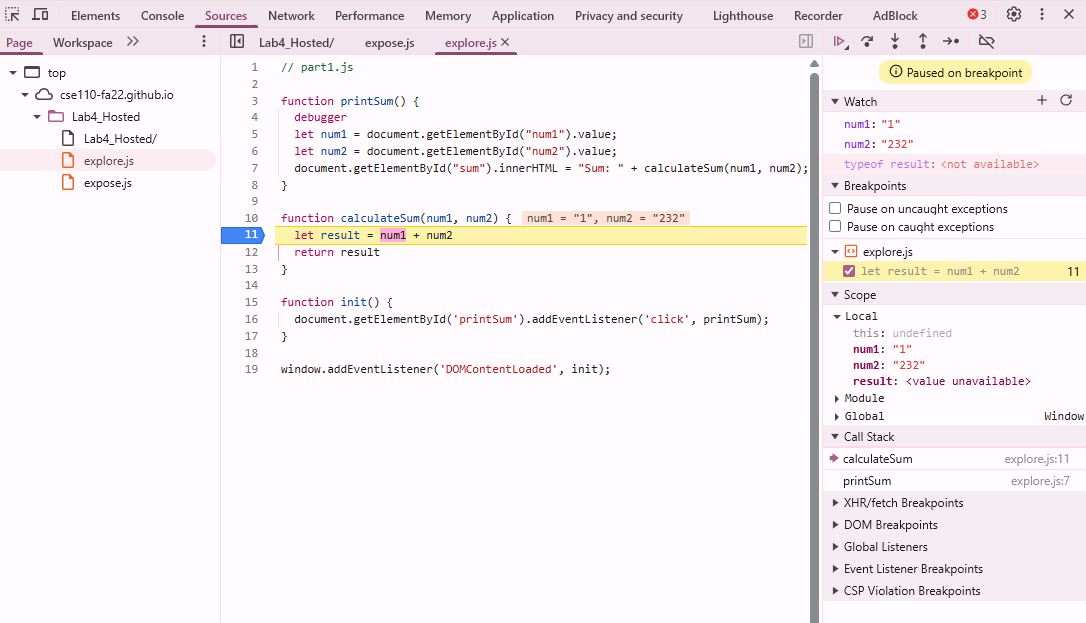 Elements Console Sources Network Performance Memory Application Privacy and security Lighthouse Recorder AdBlock 3
Page Workspace
top
cse110-fa22.github.io
Lab4_Hosted
Lab4_Hosted/
explore.js
expose.js
Lab4_Hosted/ expose.js explore.js
1 // part1.js
2
3 function printSum() {
4 debugger
5 let num1 = document.getElementById("num1").value;
6 let num2 = document.getElementById("num2").value;
7 document.getElementById("sum").innerHTML = "Sum: " + calculateSum(num1, num2);
8 }
9
10 function calculateSum(num1, num2) { num1 = "1", num2 = "232"
11 let result = num1 + num2
12 return result
13 }
14
15 function init() {
16 document.getElementById('printSum').addEventListener('click', printSum);
17 }
18
19 window.addEventListener('DOMContentLoaded', init);
Paused on breakpoint
Watch
num1: "1"
num2: "232"
typeof result: <not available>
Breakpoints
Pause on uncaught exceptions
Pause on caught exceptions
explore.js
let result = num1 + num2 11
Scope
Local
this: undefined
num1: "1"
num2: "232"
result: <value unavailable>
Module
Global Window
Call Stack
calculateSum explore.js:11
printSum explore.js:7
XHR/fetch Breakpoints
DOM Breakpoints
Global Listeners
Event Listener Breakpoints
CSP Violation Breakpoints